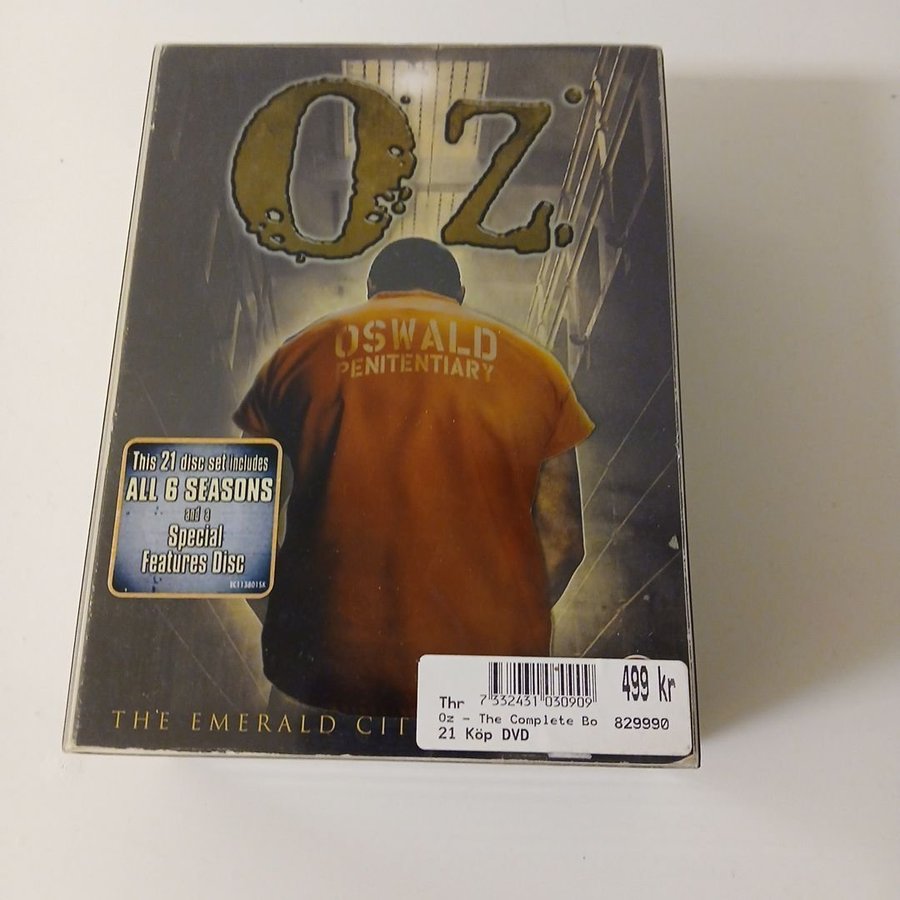 Oz.
OSWALD
PENITENTIARY
This 21 disc set includes
ALL 6 SEASONS
and a
Special
Features Disc
EC113801SK
THE EMERALD CIT
499 kr
Thr 7 332431 030909
Oz - The Complete Bo 829990
21 Köp DVD